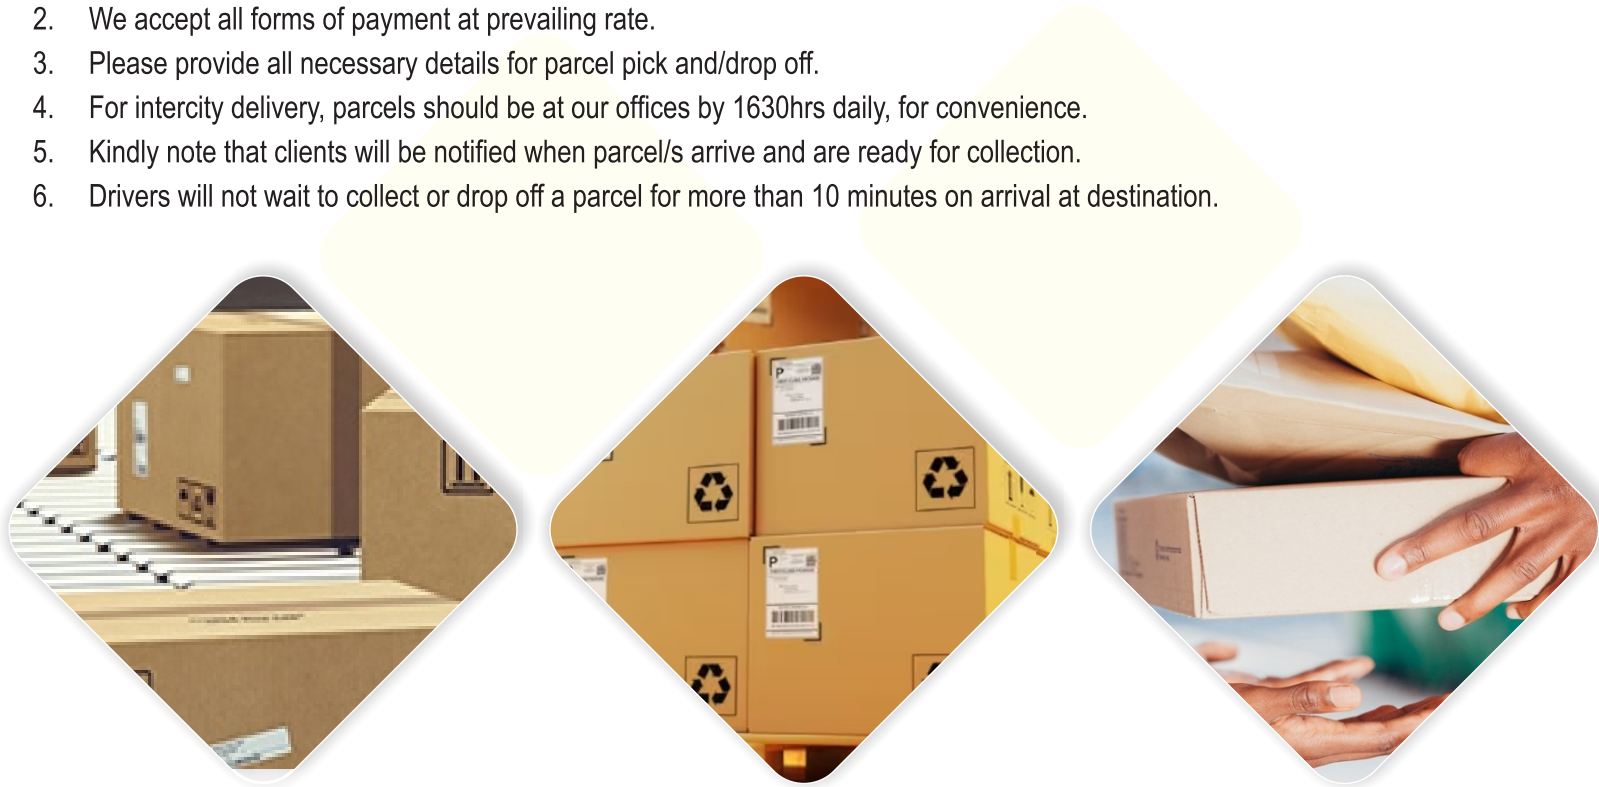 2. We accept all forms of payment at prevailing rate.
3. Please provide all necessary details for parcel pick and/drop off.
4. For intercity delivery, parcels should be at our offices by 1630hrs daily, for convenience.
5. Kindly note that clients will be notified when parcel/s arrive and are ready for collection.
6. Drivers will not wait to collect or drop off a parcel for more than 10 minutes on arrival at destination.
P
P